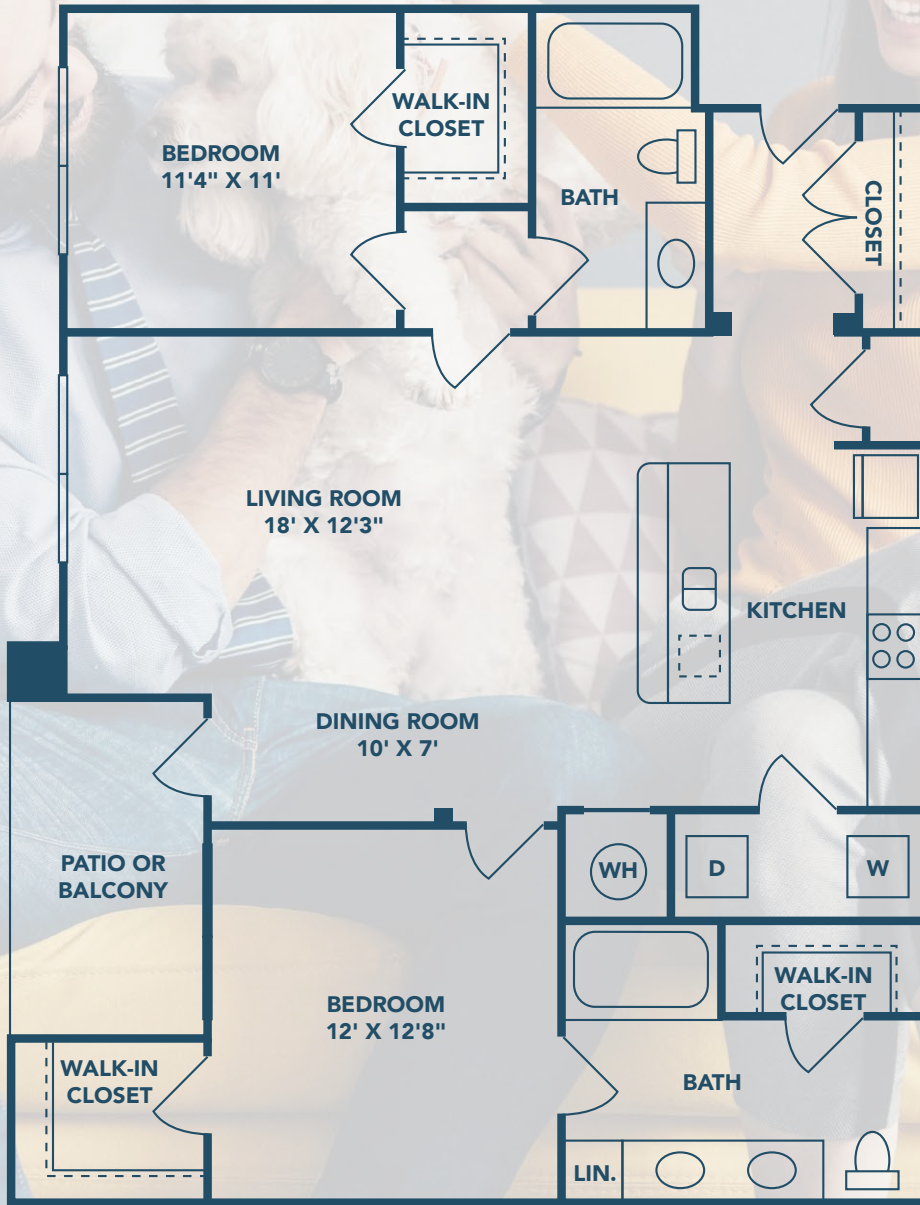 WALK-IN
CLOSET
BEDROOM
11'4" X 11'
BATH
CLOSET
LIVING ROOM
18' X 12'3"
KITCHEN
DINING ROOM
10' X 7'
PATIO OR
BALCONY
WH
D
W
BEDROOM
12' X 12'8"
WALK-IN
CLOSET
WALK-IN
CLOSET
BATH
LIN.